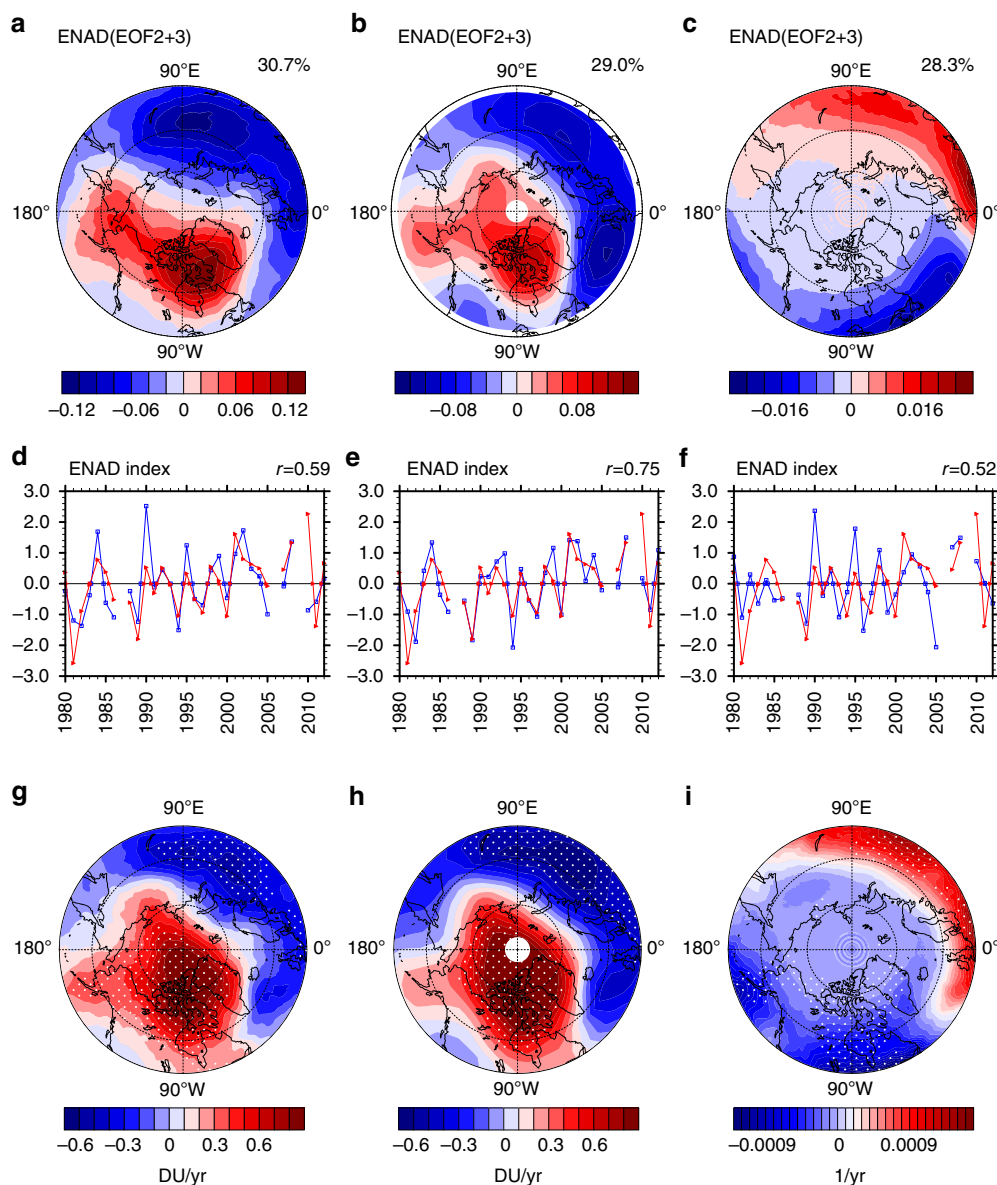 a b c
ENAD(EOF2+3) ENAD(EOF2+3) ENAD(EOF2+3)
30.7% 29.0% 28.3%
90°E 90°E 90°E
180° 0° 180° 0° 180° 0°
90°W 90°W 90°W
−0.12 −0.06 0 0.06 0.12 −0.08 0 0.08 −0.016 0 0.016
d e f
ENAD index r=0.59 ENAD index r=0.75 ENAD index r=0.52
3.0
2.0
1.0
0.0
−1.0
−2.0
−3.0
3.0
2.0
1.0
0.0
−1.0
−2.0
−3.0
3.0
2.0
1.0
0.0
−1.0
−2.0
−3.0
1980 1985 1990 1995 2000 2005 2010 1980 1985 1990 1995 2000 2005 2010 1980 1985 1990 1995 2000 2005 2010
g h i
90°E 90°E 90°E
180° 0° 180° 0° 180° 0°
90°W 90°W 90°W
−0.6 −0.3 0 0.3 0.6 −0.6 −0.3 0 0.3 0.6 −0.0009 0 0.0009
DU/yr DU/yr 1/yr